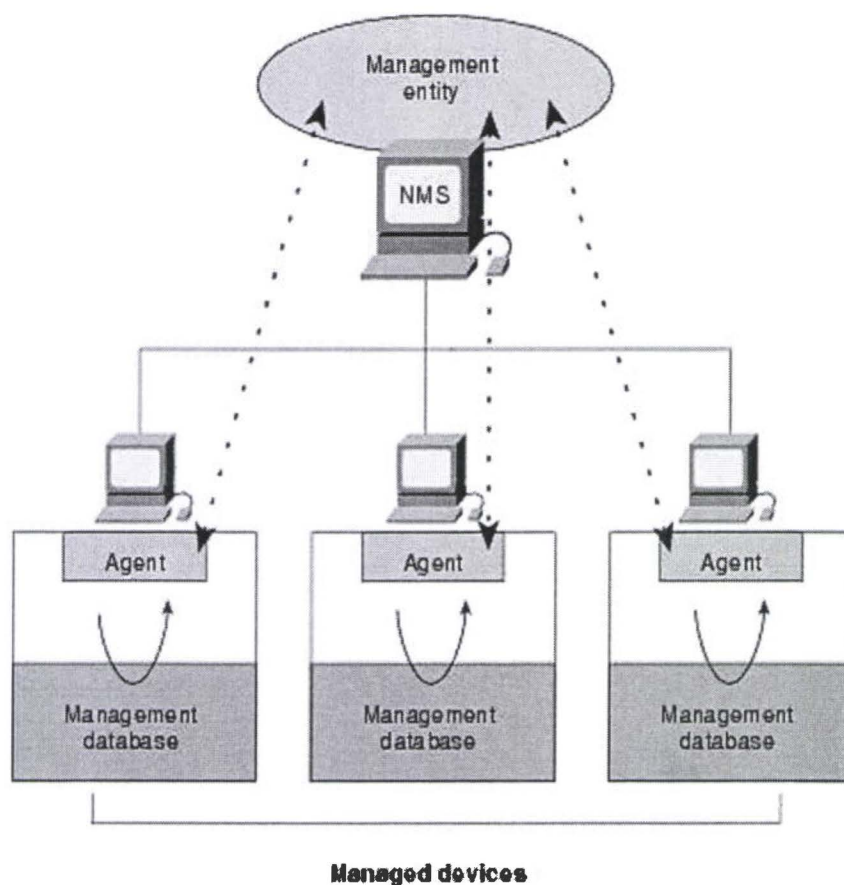 Management
entity
NMS
Agent
Agent
Agent
Management
database
Management
database
Management
database
Managed devices